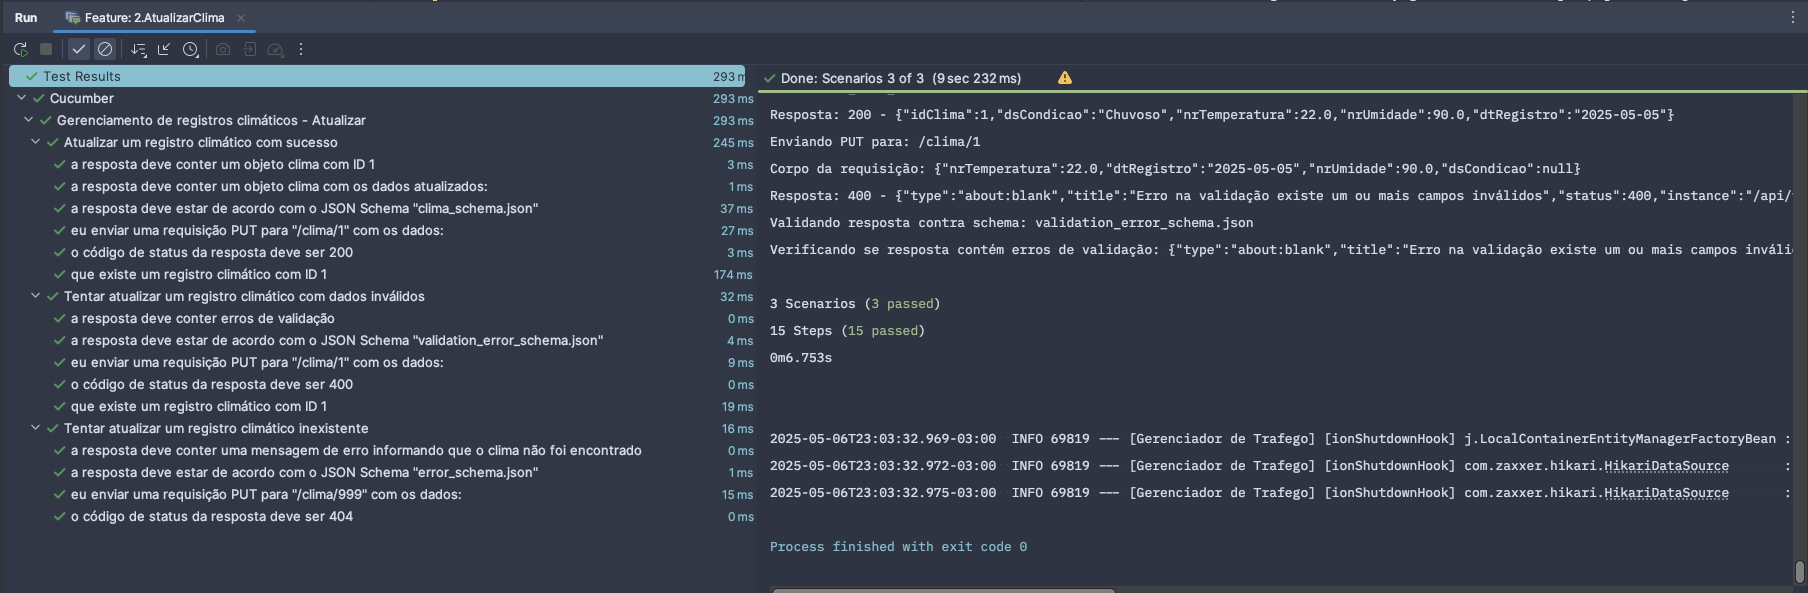 Run Feature: 2.AtualizarClima
Test Results 293 m
Cucumber 293 ms
Gerenciamento de registros climáticos - Atualizar 293 ms
Atualizar um registro climático com sucesso 245 ms
a resposta deve conter um objeto clima com ID 1 3 ms
a resposta deve conter um objeto clima com os dados atualizados: 1 ms
a resposta deve estar de acordo com o JSON Schema "clima_schema.json" 37 ms
eu enviar uma requisição PUT para "/clima/1" com os dados: 27 ms
o código de status da resposta deve ser 200 3 ms
que existe um registro climático com ID 1 174 ms
Tentar atualizar um registro climático com dados inválidos 32 ms
a resposta deve conter erros de validação 0 ms
a resposta deve estar de acordo com o JSON Schema "validation_error_schema.json" 4 ms
eu enviar uma requisição PUT para "/clima/1" com os dados: 9 ms
o código de status da resposta deve ser 400 0 ms
que existe um registro climático com ID 1 19 ms
Tentar atualizar um registro climático inexistente 16 ms
a resposta deve conter uma mensagem de erro informando que o clima não foi encontrado 0 ms
a resposta deve estar de acordo com o JSON Schema "error_schema.json" 1 ms
eu enviar uma requisição PUT para "/clima/999" com os dados: 15 ms
o código de status da resposta deve ser 404 0 ms
Done: Scenarios 3 of 3 (9 sec 232 ms)
Resposta: 200 - {"idClima":1,"dsCondicao":"Chuvoso","nrTemperatura":22.0,"nrUmidade":90.0,"dtRegistro":"2025-05-05"}
Enviando PUT para: /clima/1
Corpo da requisição: {"nrTemperatura":22.0,"dtRegistro":"2025-05-05","nrUmidade":90.0,"dsCondicao":null}
Resposta: 400 - {"type":"about:blank","title":"Erro na validação existe um ou mais campos inválidos","status":400,"instance":"/api/
Validando resposta contra schema: validation_error_schema.json
Verificando se resposta contém erros de validação: {"type":"about:blank","title":"Erro na validação existe um ou mais campos inváli
3 Scenarios (3 passed)
15 Steps (15 passed)
0m6.753s
2025-05-06T23:03:32.969-03:00 INFO 69819 --- [Gerenciador de Trafego] [ionShutdownHook] j.LocalContainerEntityManagerFactoryBean :
2025-05-06T23:03:32.972-03:00 INFO 69819 --- [Gerenciador de Trafego] [ionShutdownHook] com.zaxxer.hikari.HikariDataSource :
2025-05-06T23:03:32.975-03:00 INFO 69819 --- [Gerenciador de Trafego] [ionShutdownHook] com.zaxxer.hikari.HikariDataSource :
Process finished with exit code 0